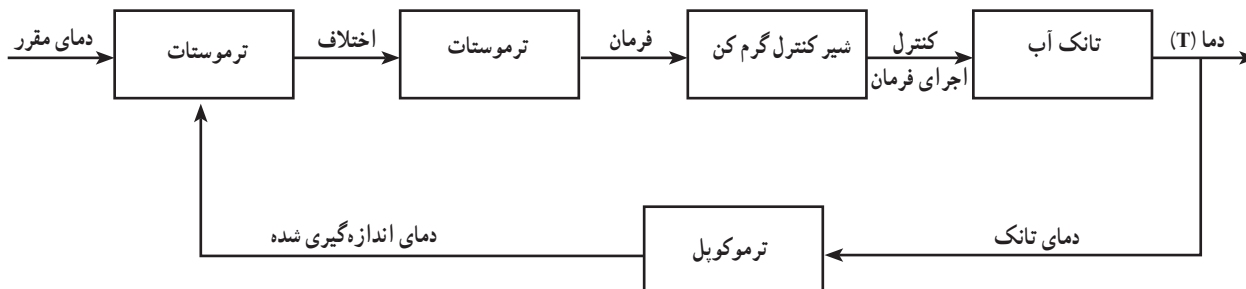 دمای مقرر
ترموستات
اختلاف
ترموستات
فرمان
شیر کنترل گرم کن
کنترل
اجرای فرمان
تانک آب
دما (T)
دمای تانک
ترموکوپل
دمای اندازه‌گیری شده